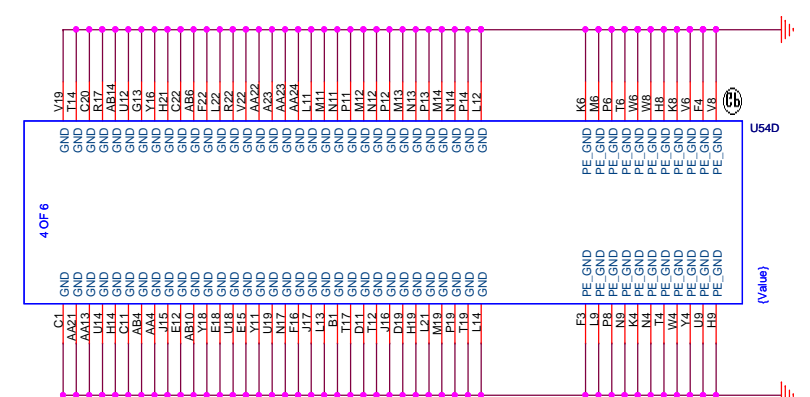 V19 T14 C20 R17 AB14 U12 G13 Y16 H21 C22 AB6 F22 L22 R22 V22 AA22 A23 AA23 AA24 L11 M11 N11 P11 M12 N12 P12 M13 N13 P13 M14 N14 P14 L12 K6 M6 P6 T6 W6 W8 H8 K8 V6 F4 V8
U54D
GND GND GND GND GND GND GND GND GND GND GND GND GND GND GND GND GND GND GND GND GND GND GND GND GND GND GND GND GND GND GND GND GND PE_GND PE_GND PE_GND PE_GND PE_GND PE_GND PE_GND PE_GND PE_GND PE_GND PE_GND
4 OF 6
GND GND GND GND GND GND GND GND GND GND GND GND GND GND GND GND GND GND GND GND GND GND GND GND GND GND GND GND GND GND GND GND GND PE_GND PE_GND PE_GND PE_GND PE_GND PE_GND PE_GND PE_GND PE_GND PE_GND PE_GND
{Value}
C1 AA21 AA13 U14 H14 C11 AB4 AA4 J15 E12 AB10 Y18 E18 U18 E15 Y11 U19 N17 F16 J17 L13 B1 T17 D11 T12 J16 D19 H19 L21 M19 P19 T19 L14 F3 L9 P8 N9 K4 N4 T4 W4 Y4 U9 H9